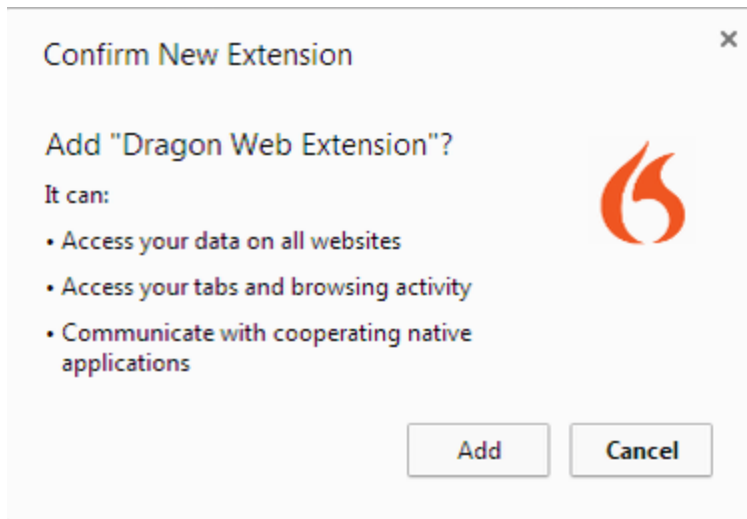 Confirm New Extension
Add "Dragon Web Extension"?
It can:
• Access your data on all websites
• Access your tabs and browsing activity
• Communicate with cooperating native
applications
Add
Cancel